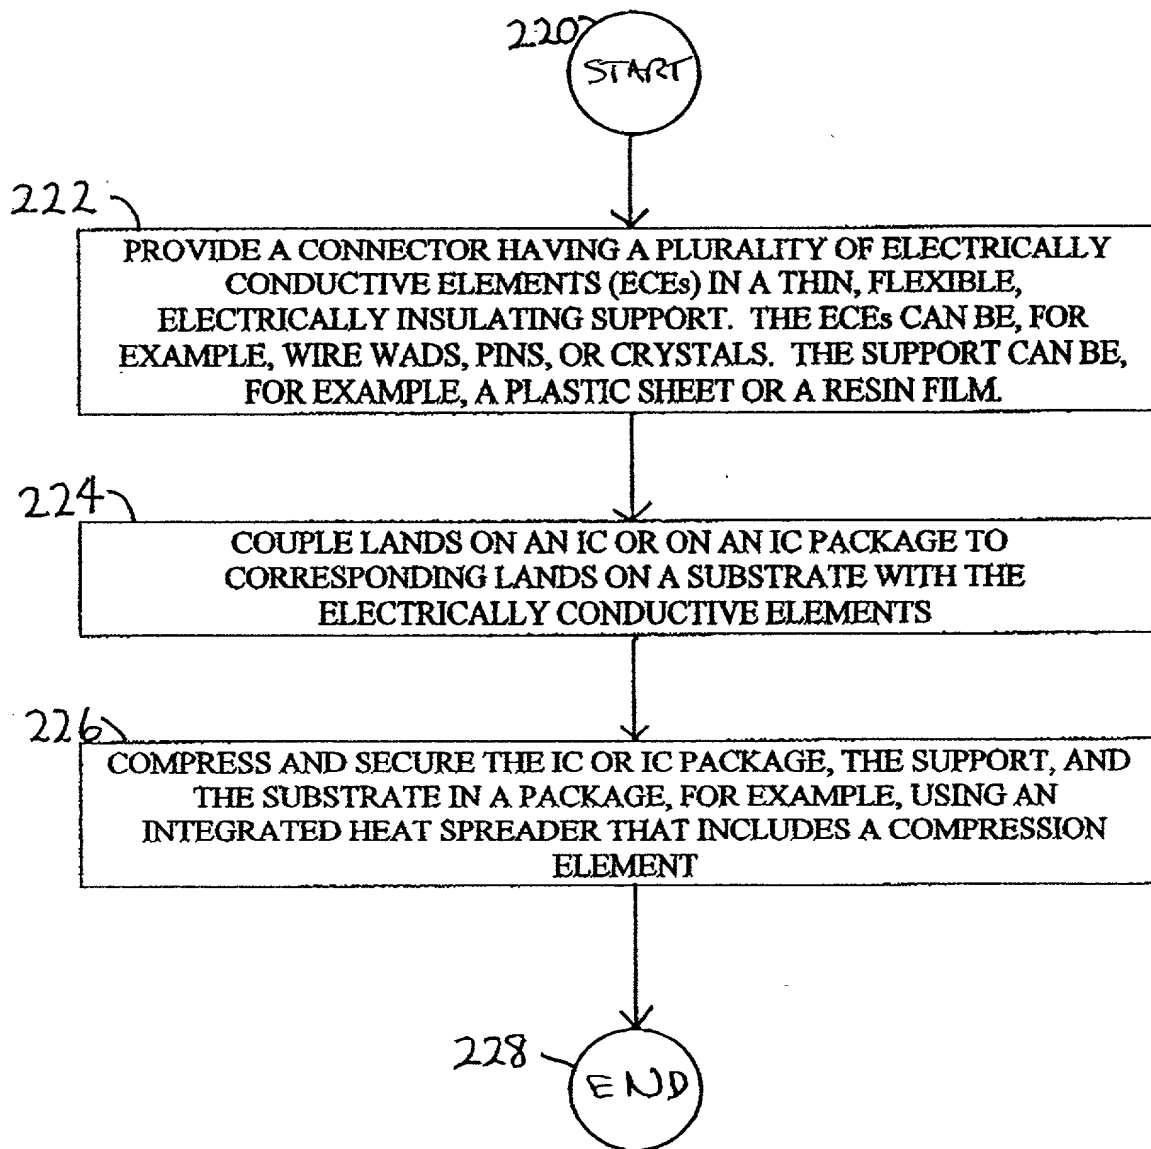 220
START
222
PROVIDE A CONNECTOR HAVING A PLURALITY OF ELECTRICALLY
CONDUCTIVE ELEMENTS (ECEs) IN A THIN, FLEXIBLE,
ELECTRICALLY INSULATING SUPPORT. THE ECEs CAN BE, FOR
EXAMPLE, WIRE WADS, PINS, OR CRYSTALS. THE SUPPORT CAN BE,
FOR EXAMPLE, A PLASTIC SHEET OR A RESIN FILM.
224
COUPLE LANDS ON AN IC OR ON AN IC PACKAGE TO
CORRESPONDING LANDS ON A SUBSTRATE WITH THE
ELECTRICALLY CONDUCTIVE ELEMENTS
226
COMPRESS AND SECURE THE IC OR IC PACKAGE, THE SUPPORT, AND
THE SUBSTRATE IN A PACKAGE, FOR EXAMPLE, USING AN
INTEGRATED HEAT SPREADER THAT INCLUDES A COMPRESSION
ELEMENT
228
END